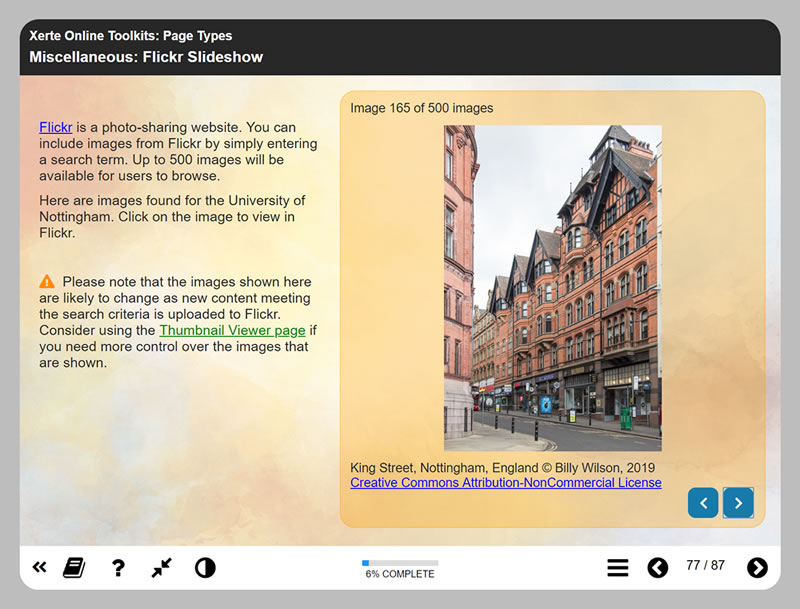 Xerte Online Toolkits: Page Types
Miscellaneous: Flickr Slideshow
Flickr is a photo-sharing website. You can
include images from Flickr by simply entering
a search term. Up to 500 images will be
available for users to browse.
Here are images found for the University of
Nottingham. Click on the image to view in
Flickr.
Please note that the images shown here
are likely to change as new content meeting
the search criteria is uploaded to Flickr.
Consider using the Thumbnail Viewer page if
you need more control over the images that
are shown.
Image 165 of 500 images
King Street, Nottingham, England © Billy Wilson, 2019
Creative Commons Attribution-NonCommercial License
6% COMPLETE
77 / 87